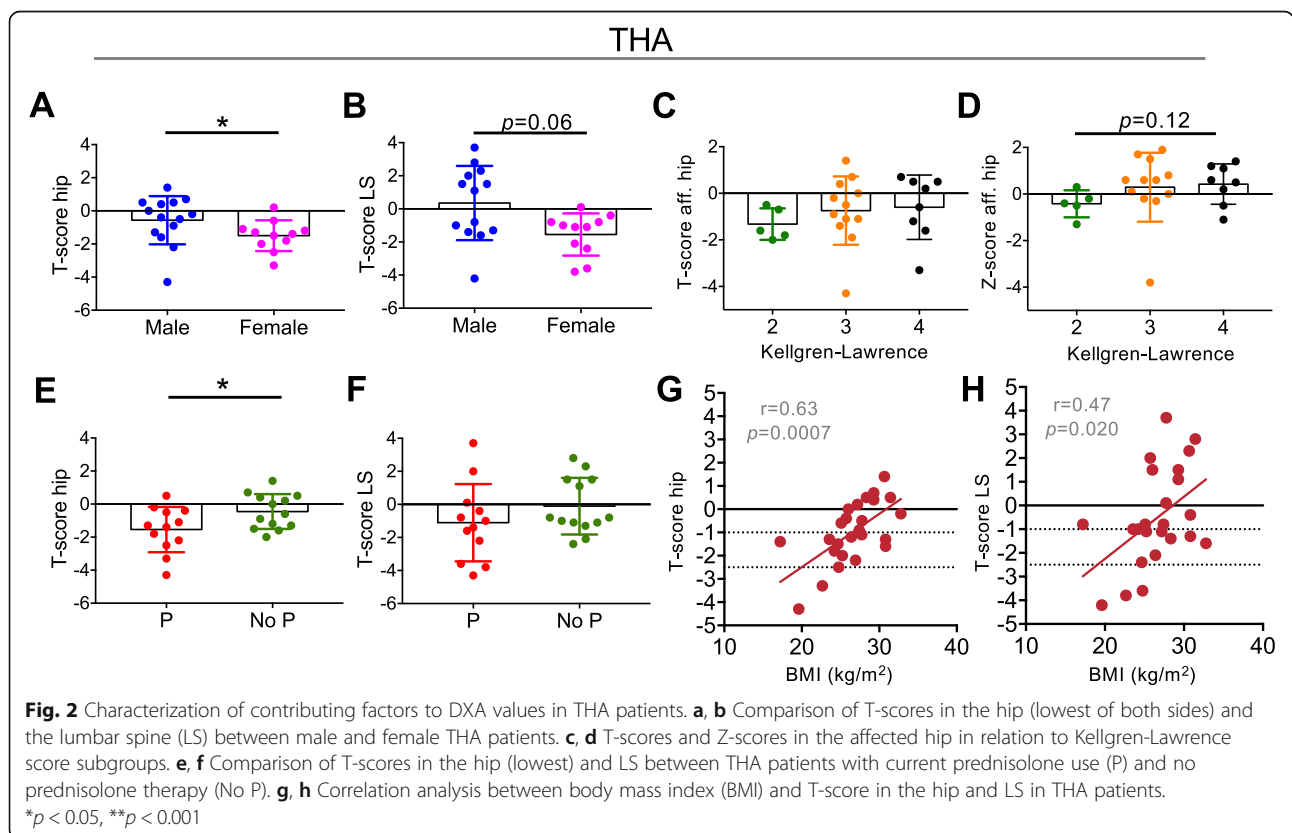 THA
A
*
T-score hip
4
2
0
-2
-4
-6
Male Female
B
p=0.06
T-score LS
4
2
0
-2
-4
-6
Male Female
C
T-score aff. hip
2
0
-2
-4
2 3 4
Kellgren-Lawrence
D
p=0.12
Z-score aff. hip
2
0
-2
-4
2 3 4
Kellgren-Lawrence
E
*
T-score hip
4
2
0
-2
-4
-6
P No P
F
T-score LS
4
2
0
-2
-4
-6
P No P
G
r=0.63
p=0.0007
T-score hip
5
4
3
2
1
0
-1
-2
-3
-4
-5
10 20 30 40
BMI (kg/m²)
H
r=0.47
p=0.020
T-score LS
5
4
3
2
1
0
-1
-2
-3
-4
-5
10 20 30 40
BMI (kg/m²)
Fig. 2 Characterization of contributing factors to DXA values in THA patients. a, b Comparison of T-scores in the hip (lowest of both sides) and
the lumbar spine (LS) between male and female THA patients. c, d T-scores and Z-scores in the affected hip in relation to Kellgren-Lawrence
score subgroups. e, f Comparison of T-scores in the hip (lowest) and LS between THA patients with current prednisolone use (P) and no
prednisolone therapy (No P). g, h Correlation analysis between body mass index (BMI) and T-score in the hip and LS in THA patients.
*p < 0.05, **p < 0.001